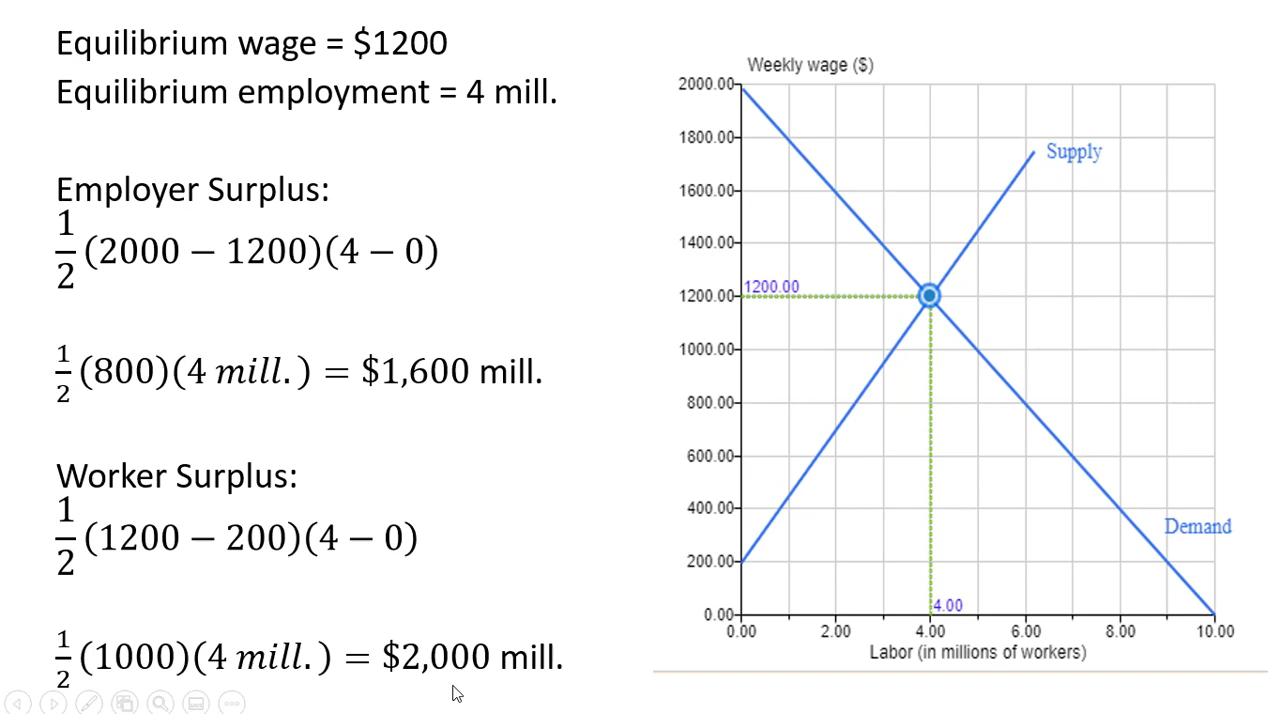 Equilibrium wage = $1200
Equilibrium employment = 4 mill.
Employer Surplus:
1/2 (2000 − 1200)(4 − 0)
1/2 (800)(4 mill.) = $1,600 mill.
Worker Surplus:
1/2 (1200 − 200)(4 − 0)
1/2 (1000)(4 mill.) = $2,000 mill.
Weekly wage ($)
2000.00
1800.00
Supply
1600.00
1400.00
1200.00
1200.00
1000.00
800.00
600.00
400.00
Demand
200.00
4.00
0.00
0.00 2.00 4.00 6.00 8.00 10.00
Labor (in millions of workers)